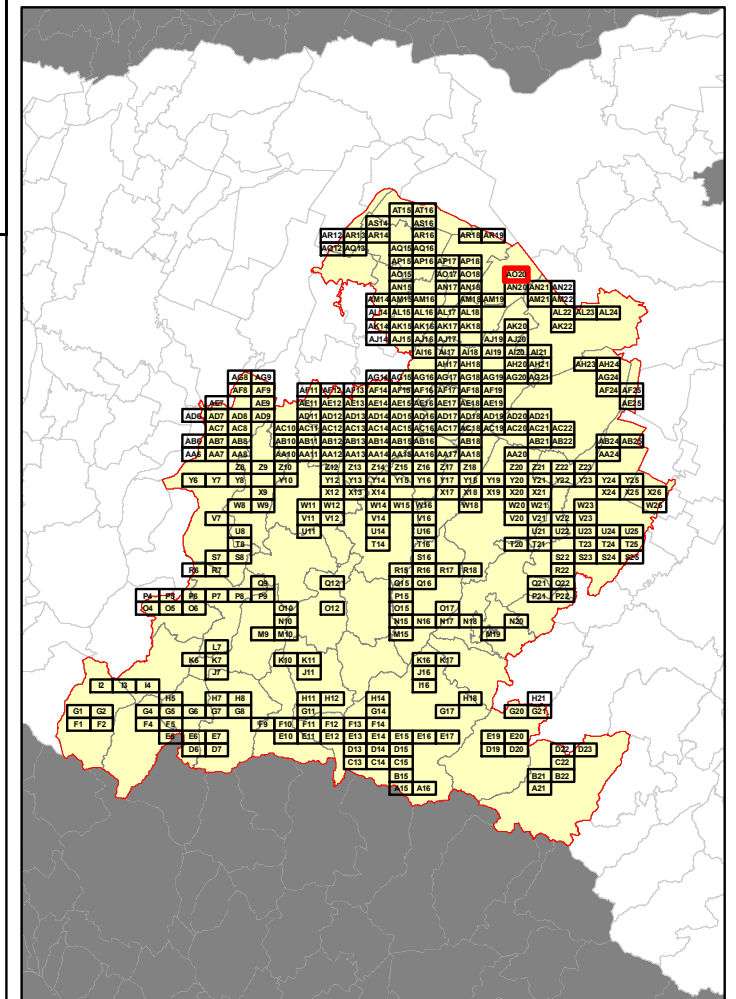 AT15 AT16
AS14 AS16
AR12 AR13 AR14 AR16 AR18 AR19
AQ12 AQ13 AQ15 AQ16
AP15 AP16 AP17 AP18
AO15 AO17 AO18 AO20
AN15 AN17 AN18 AN20 AN21 AN22
AM14 AM15 AM16 AM18 AM19 AM21 AM22
AL14 AL15 AL16 AL17 AL18 AL22 AL23 AL24
AK14 AK15 AK16 AK17 AK18 AK20 AK22
AJ14 AJ15 AJ16 AJ17 AJ19 AJ20
AI16 AI17 AI18 AI19 AI20 AI21
AH17 AH18 AH20 AH21 AH23 AH24
AG8 AG9 AG14 AG15 AG16 AG17 AG18 AG19 AG20 AG21 AG24
AF8 AF9 AF11 AF12 AF13 AF14 AF15 AF16 AF17 AF18 AF19 AF24 AF25
AE7 AE9 AE11 AE12 AE13 AE14 AE15 AE16 AE17 AE18 AE19 AE25
AD6 AD7 AD8 AD9 AD11 AD12 AD13 AD14 AD15 AD16 AD17 AD18 AD19 AD20 AD21
AC7 AC8 AC10 AC11 AC12 AC13 AC14 AC15 AC16 AC17 AC18 AC19 AC20 AC21 AC22
AB6 AB7 AB8 AB10 AB11 AB12 AB13 AB14 AB15 AB16 AB18 AB21 AB22 AB24 AB25
AA6 AA7 AA8 AA10 AA11 AA12 AA13 AA14 AA15 AA16 AA17 AA18 AA20 AA24
Z8 Z9 Z10 Z12 Z13 Z14 Z15 Z16 Z17 Z18 Z20 Z21 Z22 Z23
Y6 Y7 Y8 Y10 Y12 Y13 Y14 Y15 Y16 Y17 Y18 Y19 Y20 Y21 Y22 Y23 Y24 Y25
X9 X12 X13 X14 X17 X18 X19 X20 X21 X24 X25 X26
W8 W9 W11 W12 W14 W15 W16 W18 W20 W21 W23 W26
V7 V11 V12 V14 V16 V20 V21 V22 V23
U8 U11 U14 U16 U21 U22 U23 U24 U25
T8 T14 T16 T20 T21 T23 T24 T25
S7 S8 S16 S22 S23 S24 S25
R6 R7 R15 R16 R17 R18 R22
Q9 Q12 Q15 Q16 Q21 Q22
P4 P5 P6 P7 P8 P9 P15 P21 P22
O4 O5 O6 O10 O12 O15 O17
N10 N15 N16 N17 N18 N20
M9 M10 M15 M19
L7
K6 K7 K10 K11 K16 K17
J7 J11 J16
I2 I3 I4 I16
H5 H7 H8 H11 H12 H14 H18 H21
G1 G2 G4 G5 G6 G7 G8 G11 G14 G17 G20 G21
F1 F2 F4 F5 F9 F10 F11 F12 F13 F14
E5 E6 E7 E10 E11 E12 E13 E14 E15 E16 E17 E19 E20
D6 D7 D13 D14 D15 D19 D20 D22 D23
C13 C14 C15 C22
B15 B21 B22
A15 A16 A21